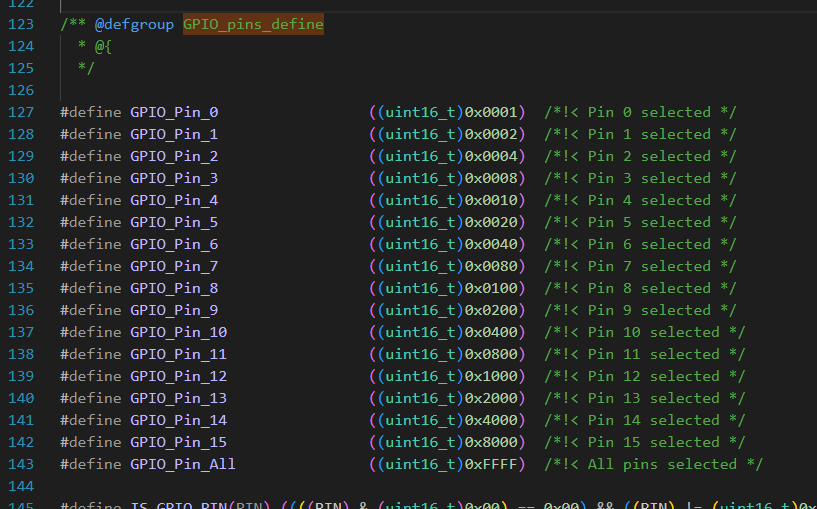 122
123 /** @defgroup GPIO_pins_define
124 * @{
125 */
126
127 #define GPIO_Pin_0 ((uint16_t)0x0001) /*!< Pin 0 selected */
128 #define GPIO_Pin_1 ((uint16_t)0x0002) /*!< Pin 1 selected */
129 #define GPIO_Pin_2 ((uint16_t)0x0004) /*!< Pin 2 selected */
130 #define GPIO_Pin_3 ((uint16_t)0x0008) /*!< Pin 3 selected */
131 #define GPIO_Pin_4 ((uint16_t)0x0010) /*!< Pin 4 selected */
132 #define GPIO_Pin_5 ((uint16_t)0x0020) /*!< Pin 5 selected */
133 #define GPIO_Pin_6 ((uint16_t)0x0040) /*!< Pin 6 selected */
134 #define GPIO_Pin_7 ((uint16_t)0x0080) /*!< Pin 7 selected */
135 #define GPIO_Pin_8 ((uint16_t)0x0100) /*!< Pin 8 selected */
136 #define GPIO_Pin_9 ((uint16_t)0x0200) /*!< Pin 9 selected */
137 #define GPIO_Pin_10 ((uint16_t)0x0400) /*!< Pin 10 selected */
138 #define GPIO_Pin_11 ((uint16_t)0x0800) /*!< Pin 11 selected */
139 #define GPIO_Pin_12 ((uint16_t)0x1000) /*!< Pin 12 selected */
140 #define GPIO_Pin_13 ((uint16_t)0x2000) /*!< Pin 13 selected */
141 #define GPIO_Pin_14 ((uint16_t)0x4000) /*!< Pin 14 selected */
142 #define GPIO_Pin_15 ((uint16_t)0x8000) /*!< Pin 15 selected */
143 #define GPIO_Pin_All ((uint16_t)0xFFFF) /*!< All pins selected */
144
145 #define IS_GPIO_PIN(PIN) ((((PIN) & (uint16_t)0x00) == 0x00) && ((PIN) != (uint16_t)0x